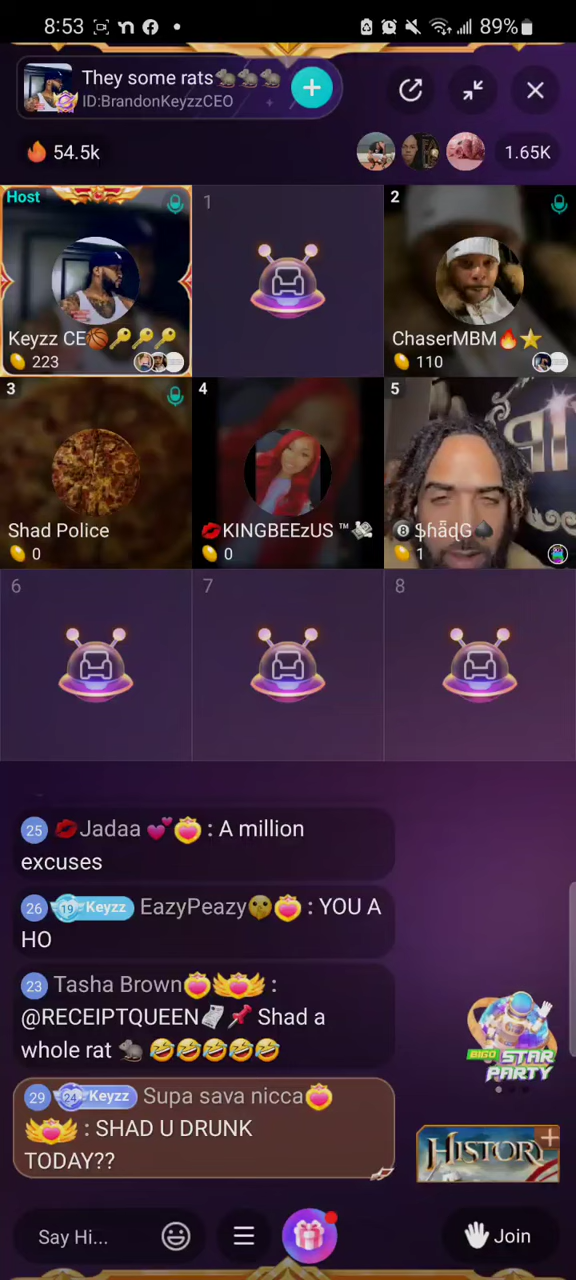 8:53 89%
They some rats🐀🐀🐀
ID:BrandonKeyzzCEO
54.5k 1.65K
Host 1 2
Keyzz CE🏀🔑🔑🔑 ChaserMBM🔥⭐
223 110
3 4 5
Shad Police 💋KINGBEEzUS ™💸 ❽ ֆɦǟɖG♠
0 0 1
6 7 8
25 💋Jadaa 💕 : A million
excuses
26 19 Keyzz EazyPeazy🤫 : YOU A
HO
23 Tasha Brown :
@RECEIPTQUEEN🧾📌 Shad a
whole rat 🐀 🤣🤣🤣🤣🤣
29 24 Keyzz Supa sava nicca
: SHAD U DRUNK
TODAY??
BIGO STAR
PARTY
HISTORY
Say Hi... Join